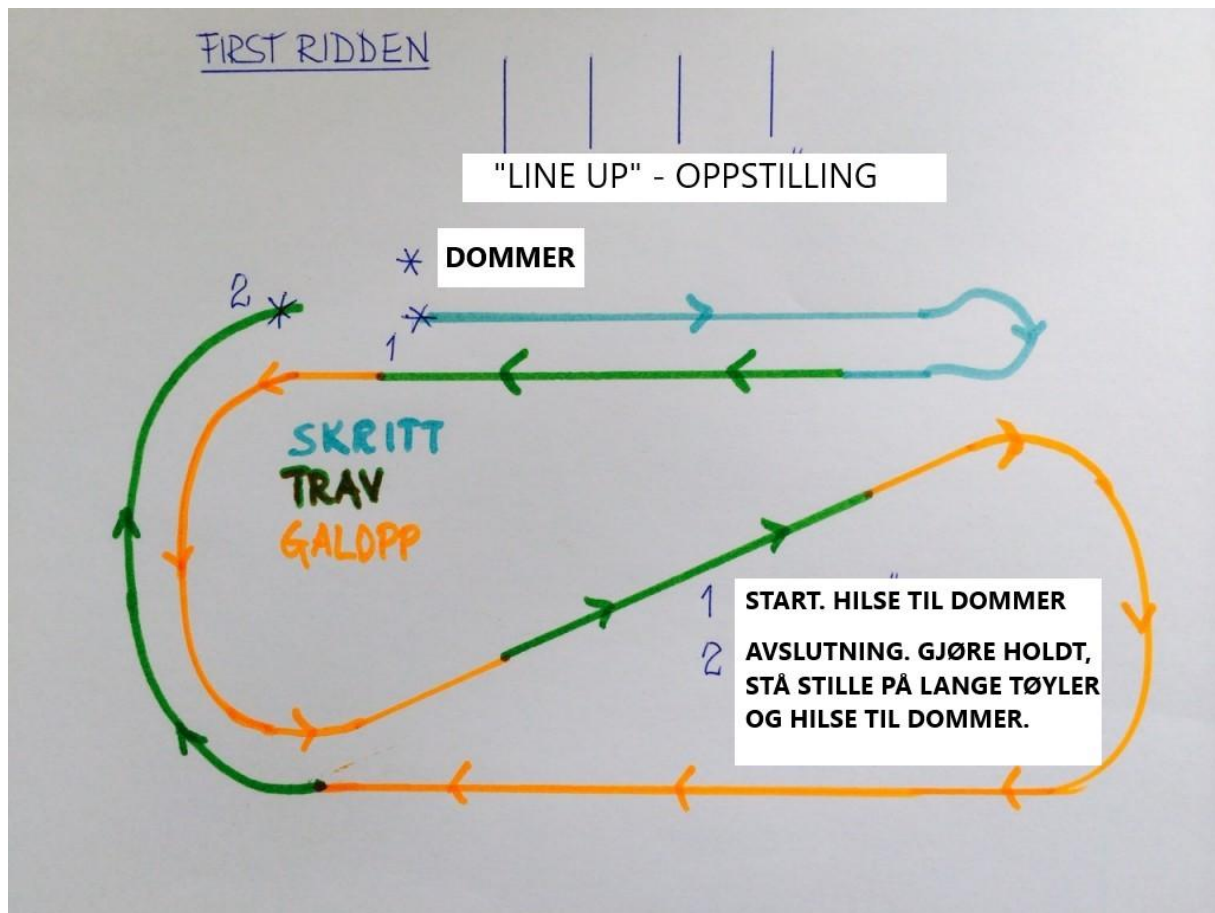 FIRST RIDDEN
"LINE UP" - OPPSTILLING
DOMMER
2
1
SKRITT
TRAV
GALOPP
1 START. HILSE TIL DOMMER
2 AVSLUTNING. GJØRE HOLDT,
STÅ STILLE PÅ LANGE TØYLER
OG HILSE TIL DOMMER.